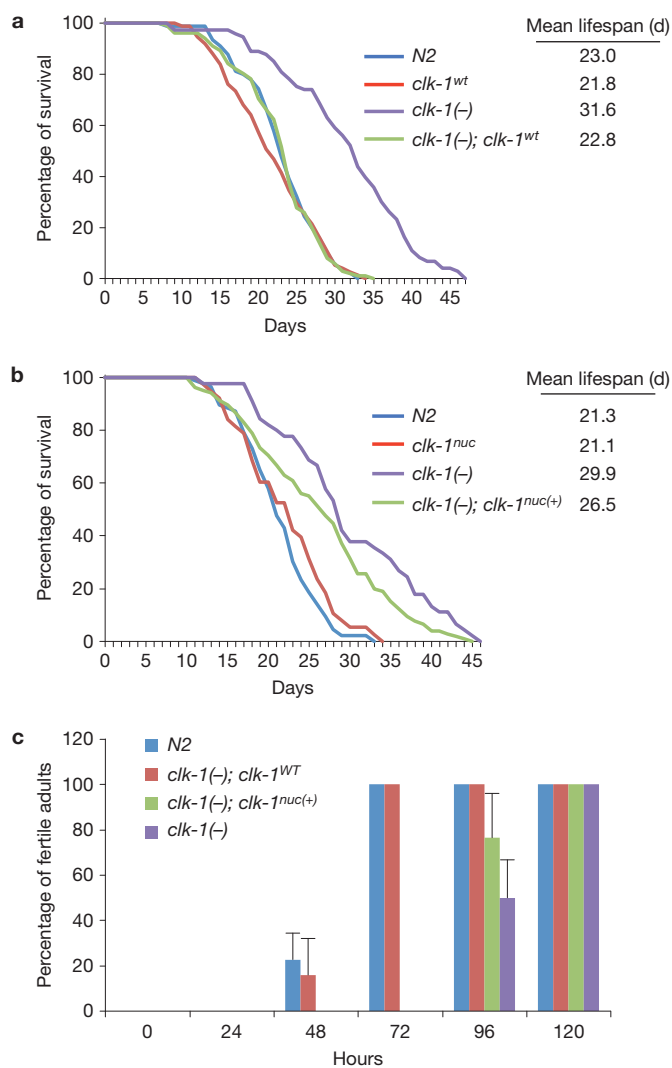 a
Mean lifespan (d)
N2 23.0
clk-1wt 21.8
clk-1(–) 31.6
clk-1(–); clk-1wt 22.8
Percentage of survival
100
80
60
40
20
0
0 5 10 15 20 25 30 35 40 45
Days
b
Mean lifespan (d)
N2 21.3
clk-1nuc 21.1
clk-1(–) 29.9
clk-1(–); clk-1nuc(+) 26.5
Percentage of survival
100
80
60
40
20
0
0 5 10 15 20 25 30 35 40 45
Days
c
N2
clk-1(–); clk-1WT
clk-1(–); clk-1nuc(+)
clk-1(–)
Percentage of fertile adults
120
100
80
60
40
20
0
0 24 48 72 96 120
Hours